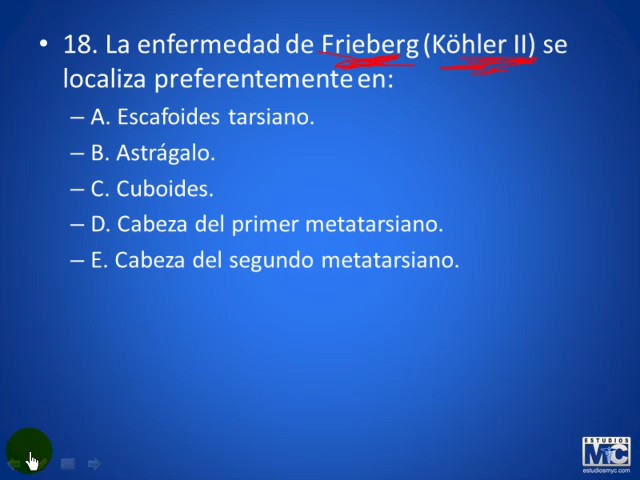 • 18. La enfermedad de Frieberg (Köhler II) se
localiza preferentemente en:
– A. Escafoides tarsiano.
– B. Astrágalo.
– C. Cuboides.
– D. Cabeza del primer metatarsiano.
– E. Cabeza del segundo metatarsiano.
ESTUDIOS
MC
estudiosmyc.com